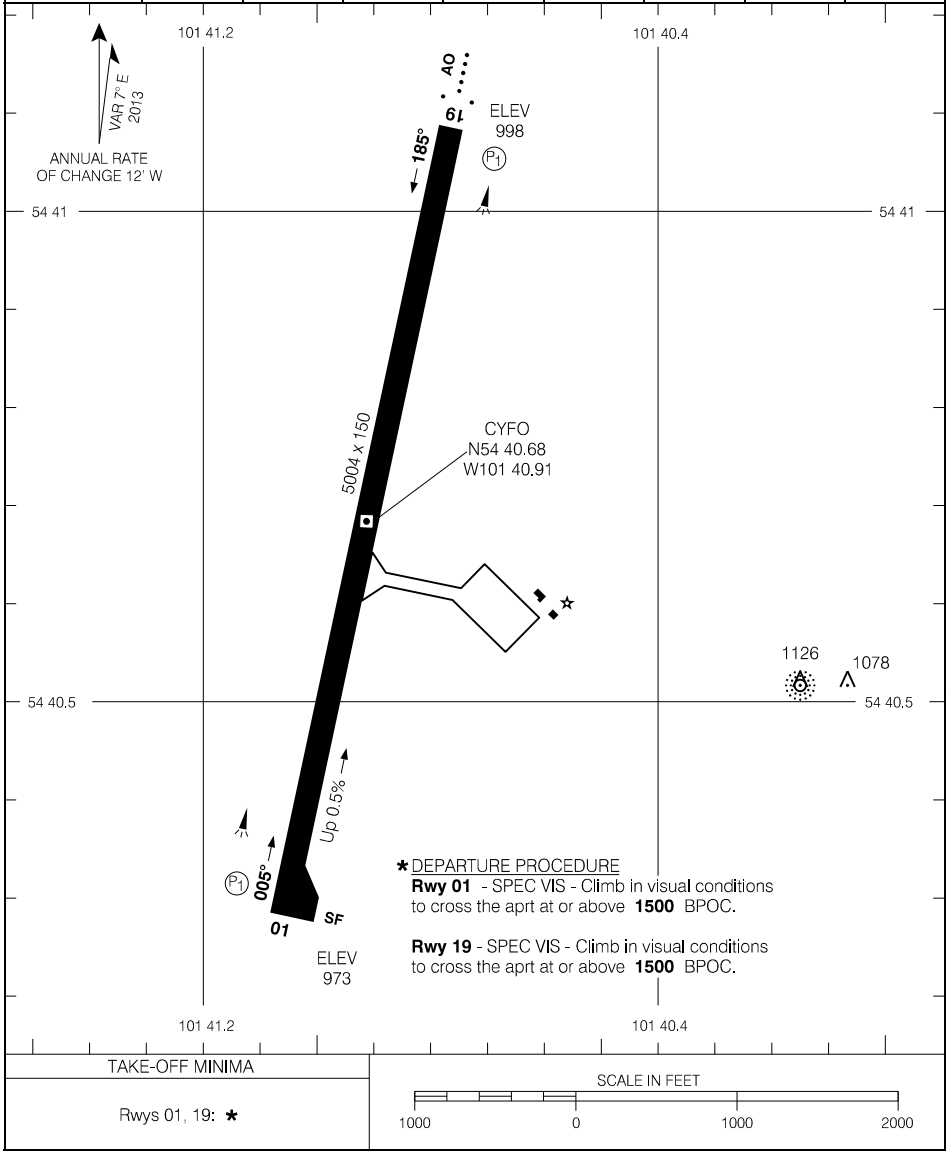 101 41.2
101 40.4
VAR 7° E
2013
ANNUAL RATE
OF CHANGE 12' W
AO
19
ELEV
998
185°
P1
54 41
54 41
5004 x 150
CYFO
N54 40.68
W101 40.91
1126
1078
54 40.5
54 40.5
Up 0.5%
005°
P1
01
SF
ELEV
973
* DEPARTURE PROCEDURE
Rwy 01 - SPEC VIS - Climb in visual conditions
to cross the aprt at or above 1500 BPOC.
Rwy 19 - SPEC VIS - Climb in visual conditions
to cross the aprt at or above 1500 BPOC.
101 41.2
101 40.4
TAKE-OFF MINIMA
Rwys 01, 19: *
SCALE IN FEET
1000 0 1000 2000